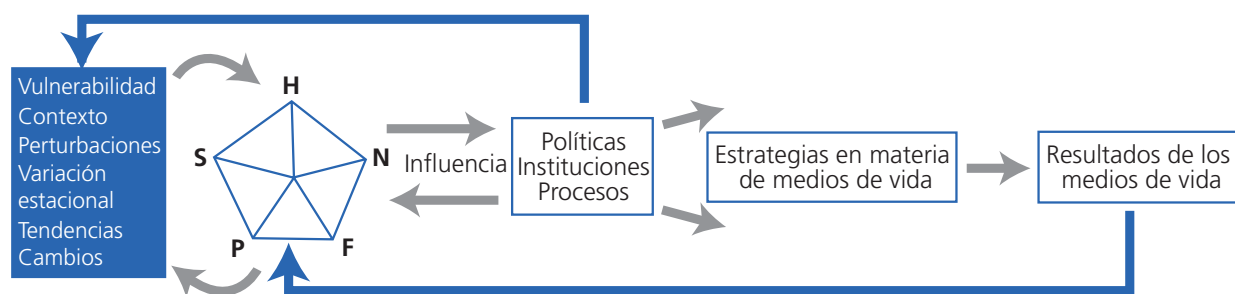 Vulnerabilidad
Contexto
Perturbaciones
Variación
estacional
Tendencias
Cambios
H
S
N
P
F
Influencia
Políticas
Instituciones
Procesos
Estrategias en materia
de medios de vida
Resultados de los
medios de vida